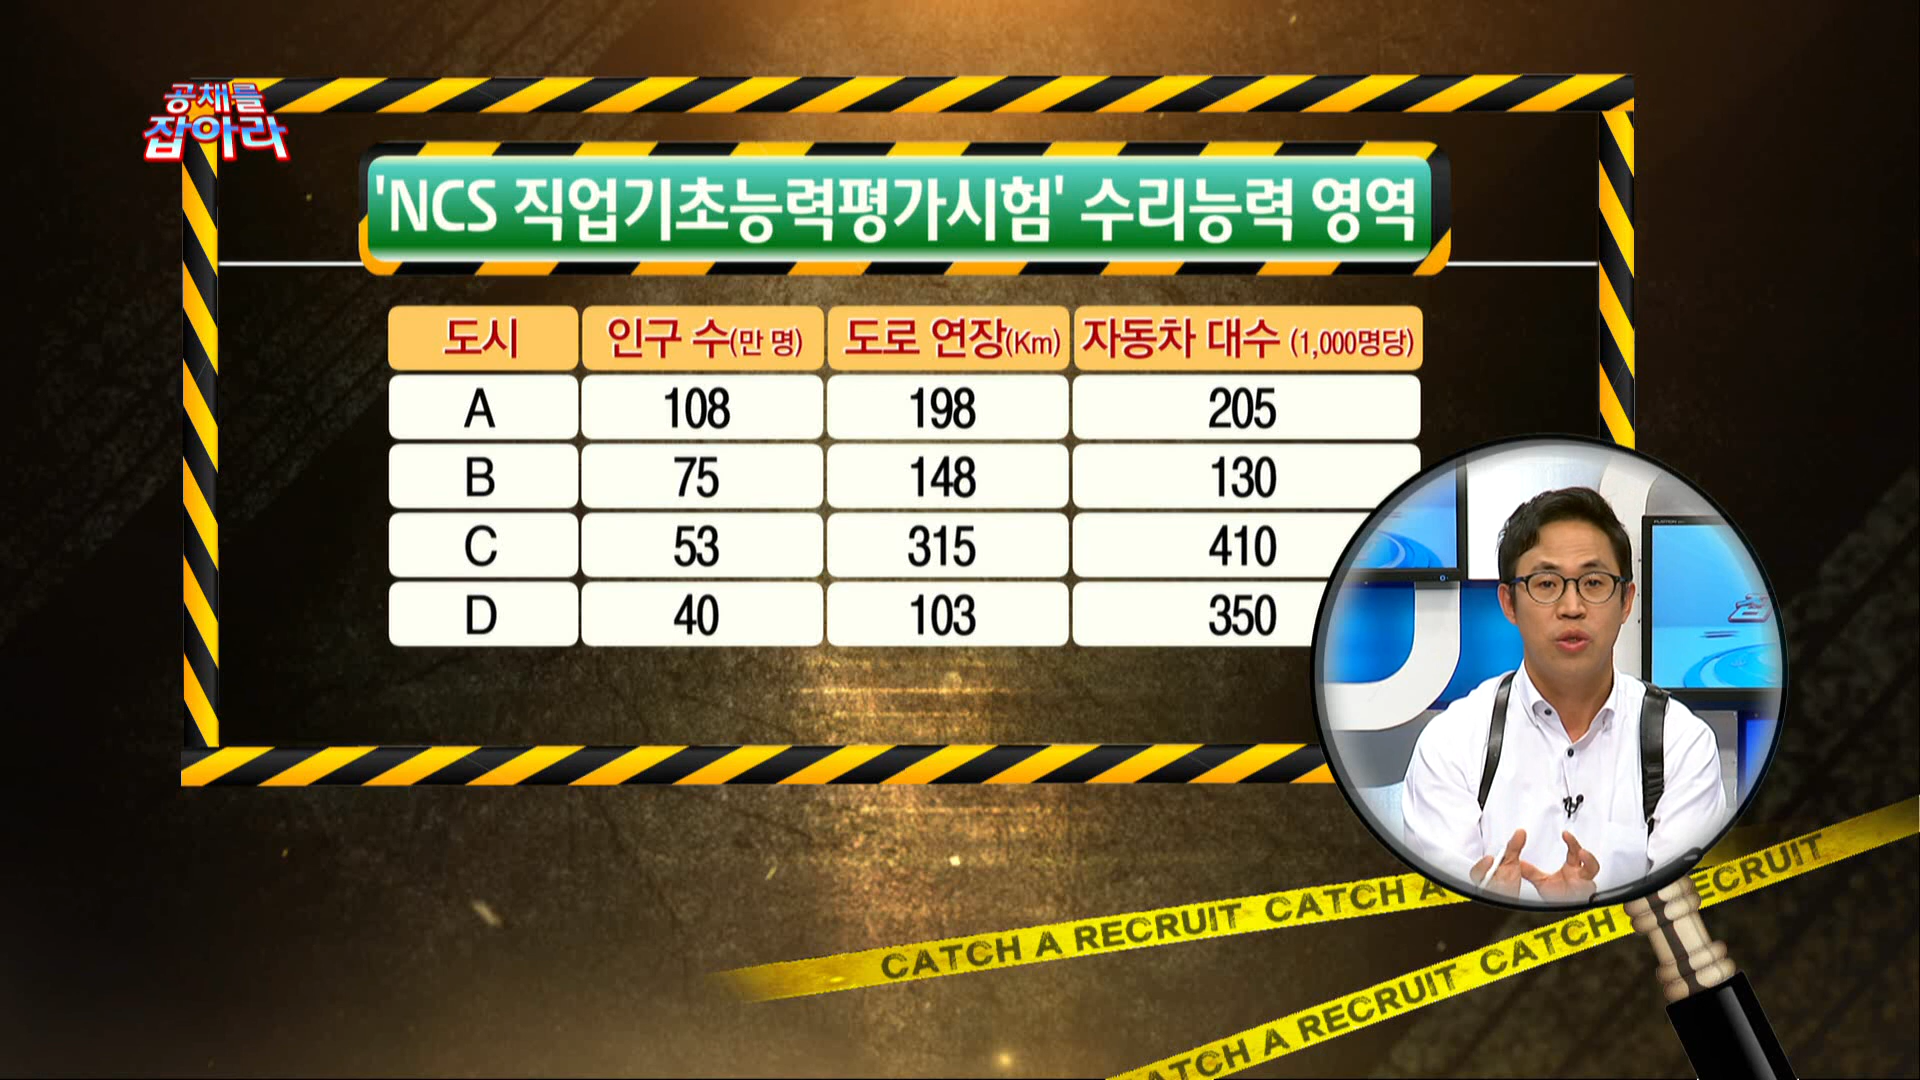 공채를
잡아라
'NCS 직업기초능력평가시험' 수리능력 영역
도시 인구 수(만 명) 도로 연장(Km) 자동차 대수 (1,000명당)
A 108 198 205
B 75 148 130
C 53 315 410
D 40 103 350
CATCH A RECRUIT CATCH A RECRUIT
CATCH A RECRUIT CATCH